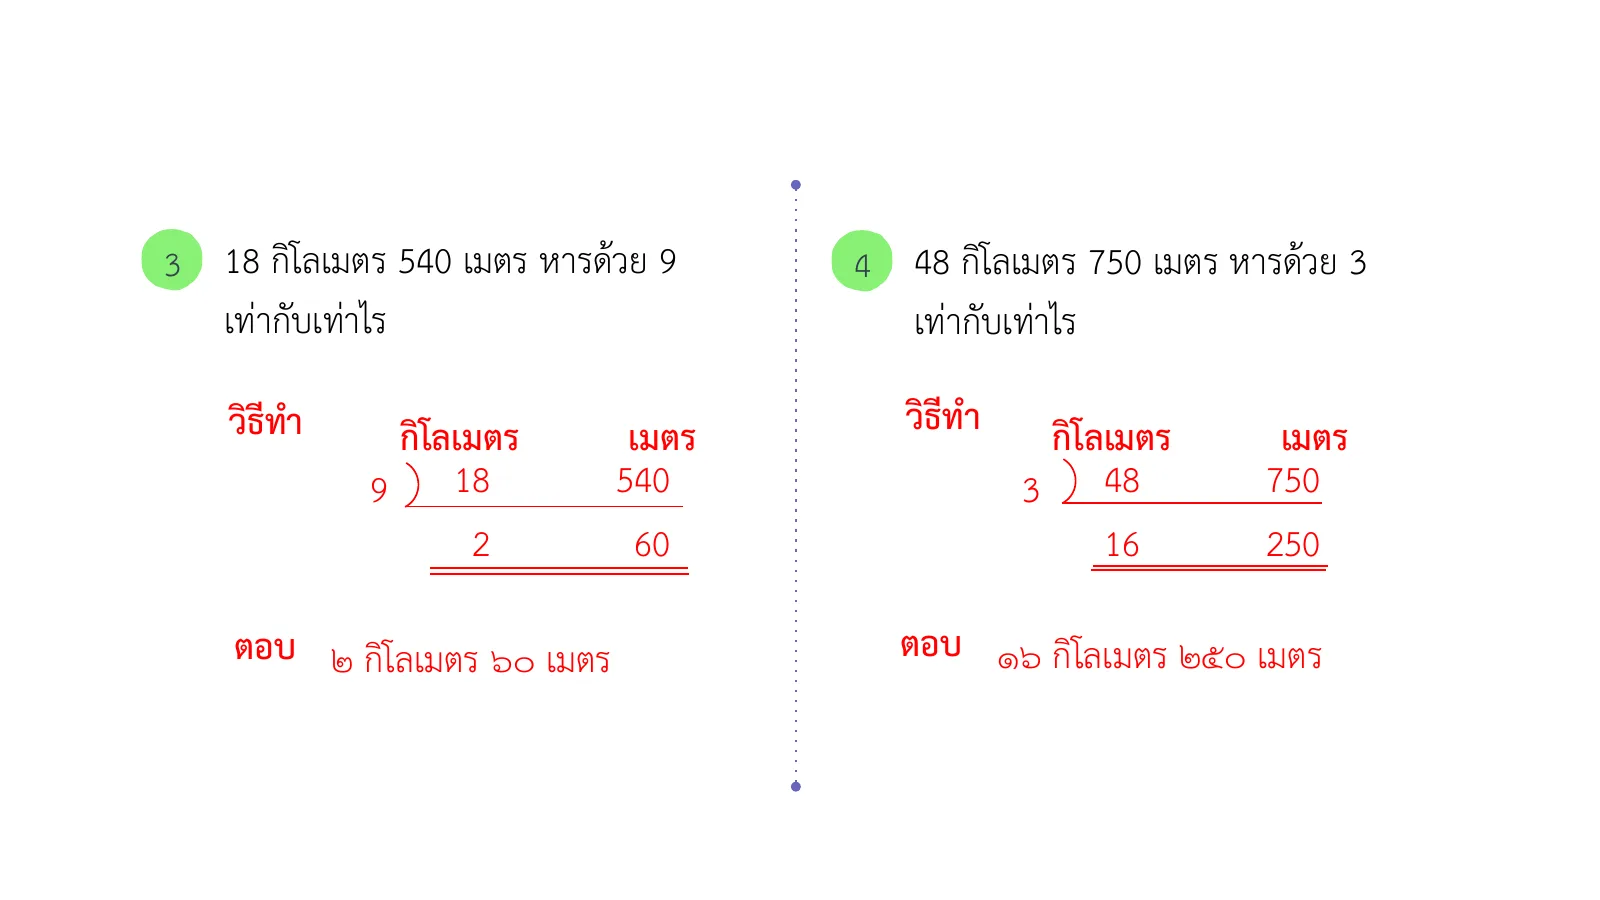 3 18 กิโลเมตร 540 เมตร หารด้วย 9
เท่ากับเท่าไร
วิธีทำ
กิโลเมตร เมตร
9 ) 18 540
2 60
ตอบ ๒ กิโลเมตร ๖๐ เมตร
4 48 กิโลเมตร 750 เมตร หารด้วย 3
เท่ากับเท่าไร
วิธีทำ
กิโลเมตร เมตร
3 ) 48 750
16 250
ตอบ ๑๖ กิโลเมตร ๒๕๐ เมตร